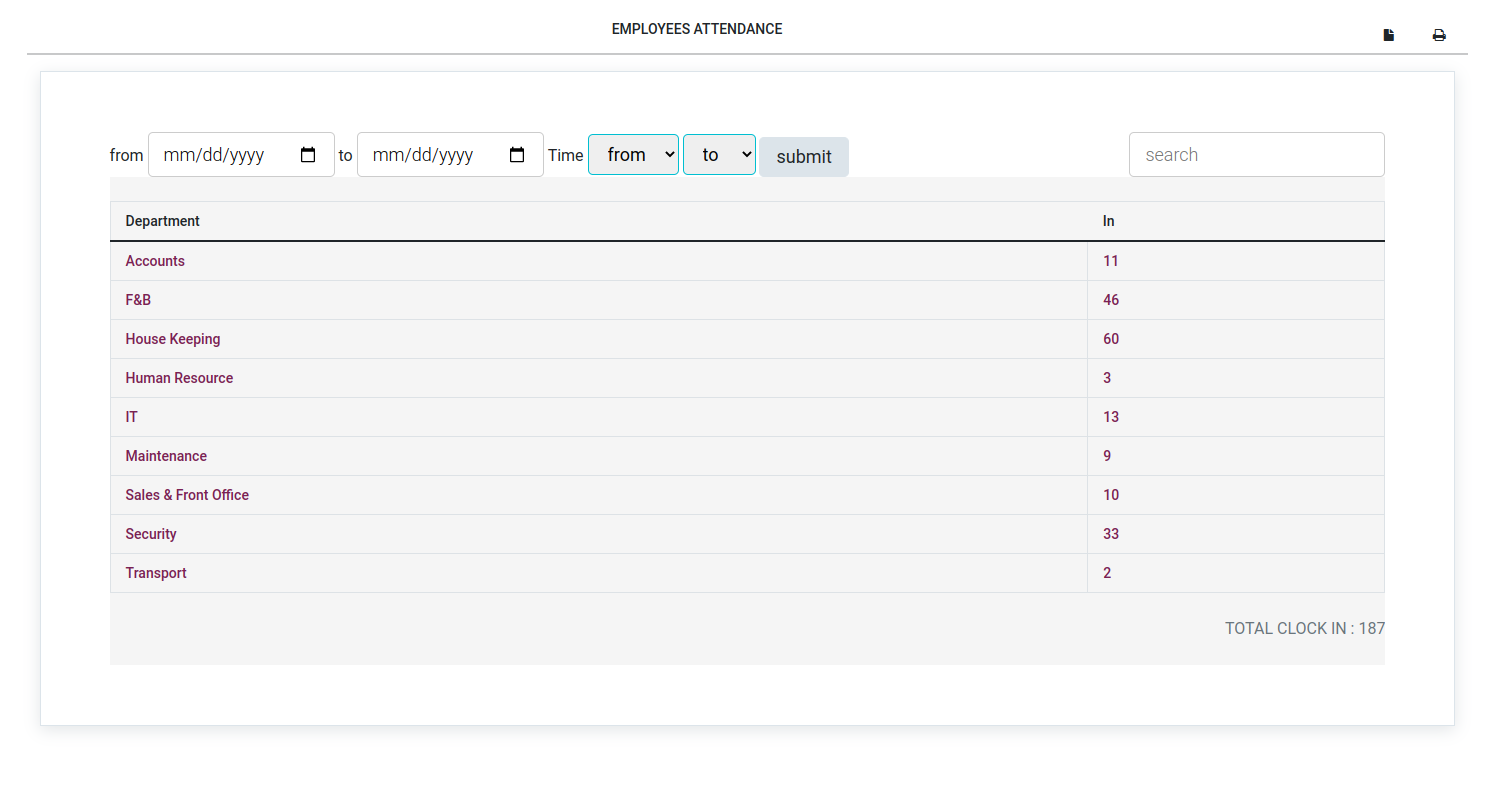 EMPLOYEES ATTENDANCE
from mm/dd/yyyy to mm/dd/yyyy Time from to submit search
Department In
Accounts 11
F&B 46
House Keeping 60
Human Resource 3
IT 13
Maintenance 9
Sales & Front Office 10
Security 33
Transport 2
TOTAL CLOCK IN : 187